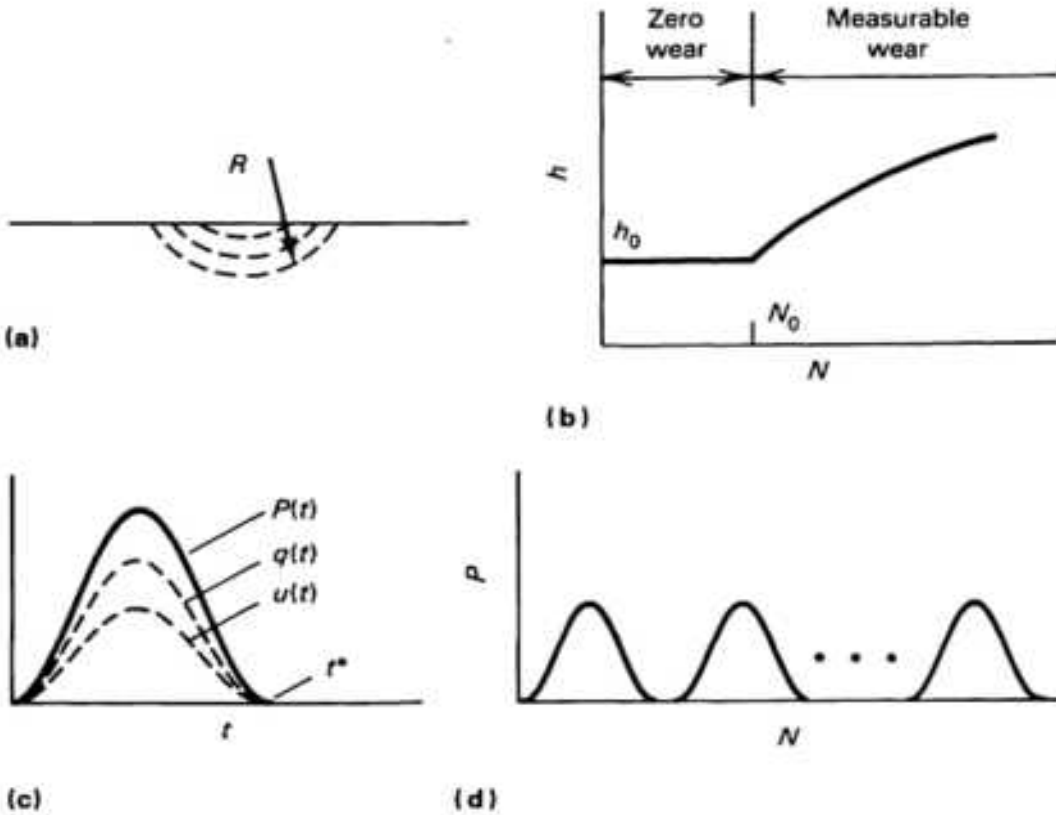 R
(a)
Zero wear
Measurable wear
h
h₀
N₀
N
(b)
P(t)
q(t)
u(t)
t*
t
(c)
P
N
(d)